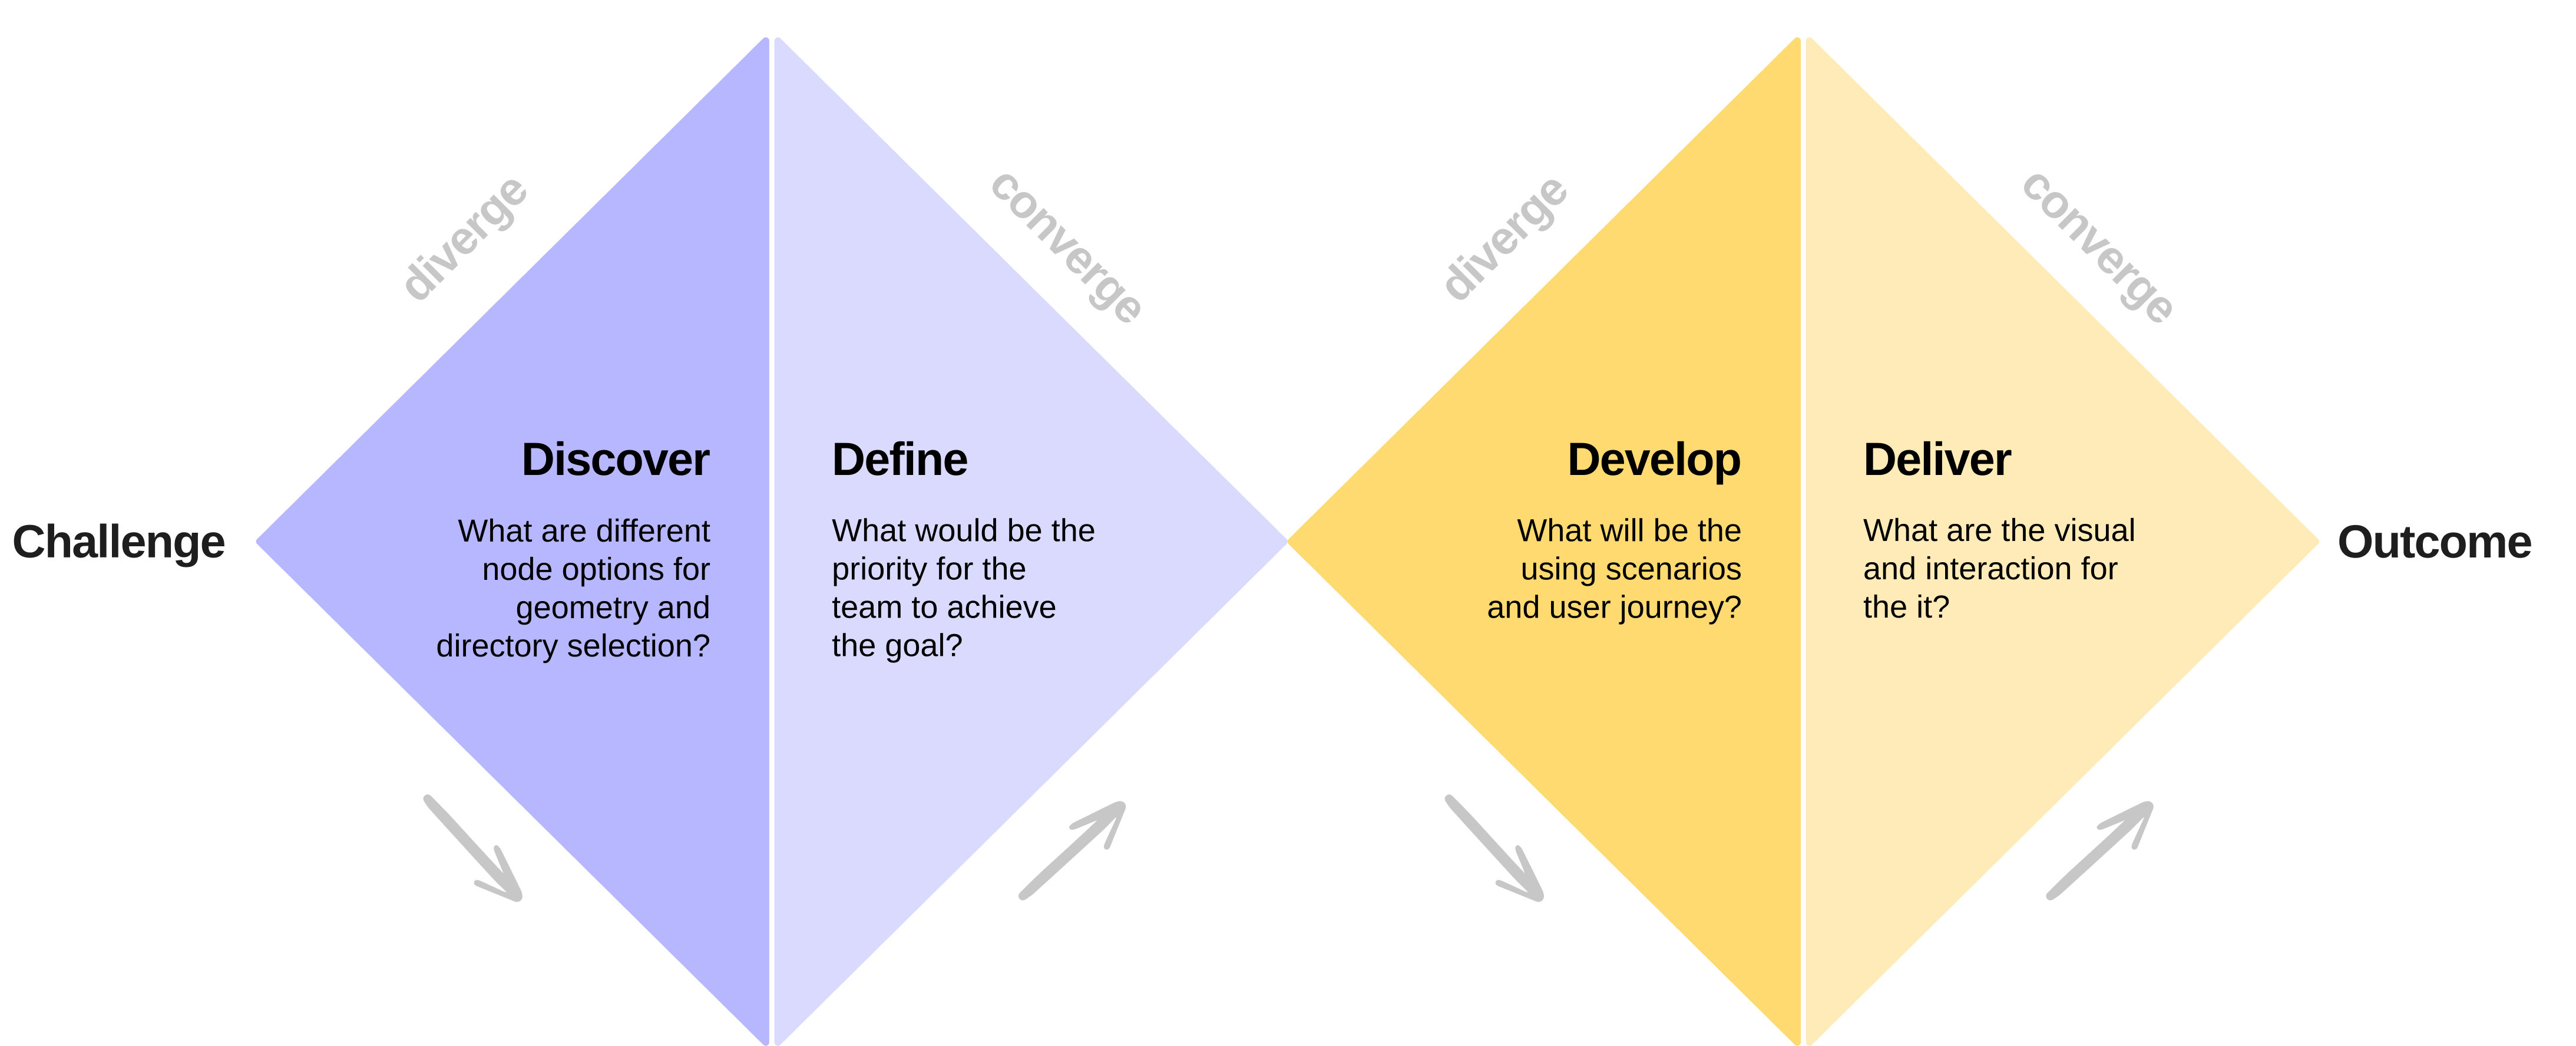 Challenge
diverge
Discover
What are different
node options for
geometry and
directory selection?
converge
Define
What would be the
priority for the
team to achieve
the goal?
diverge
Develop
What will be the
using scenarios
and user journey?
converge
Deliver
What are the visual
and interaction for
the it?
Outcome